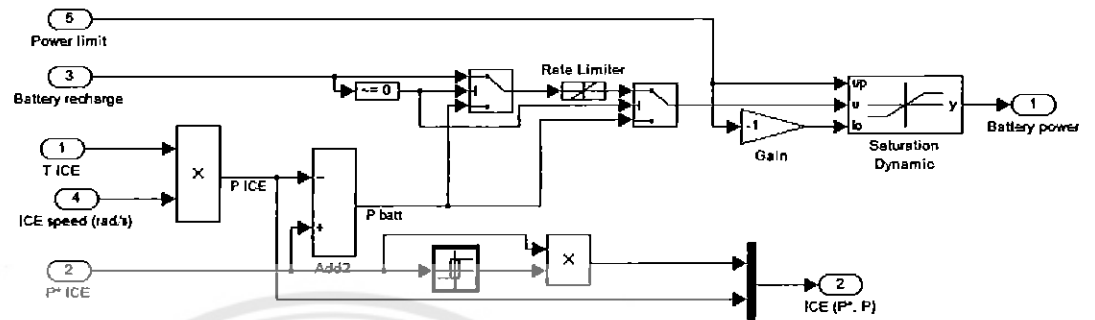 5
Power limit
3
Battery recharge
~= 0
Rate Limiter
up
u
lo
y
-1
Gain
Saturation
Dynamic
1
Battery power
1
T ICE
×
P ICE
4
ICE speed (rad/s)
−
+
Add2
P batt
2
P* ICE
×
2
ICE (P*, P)